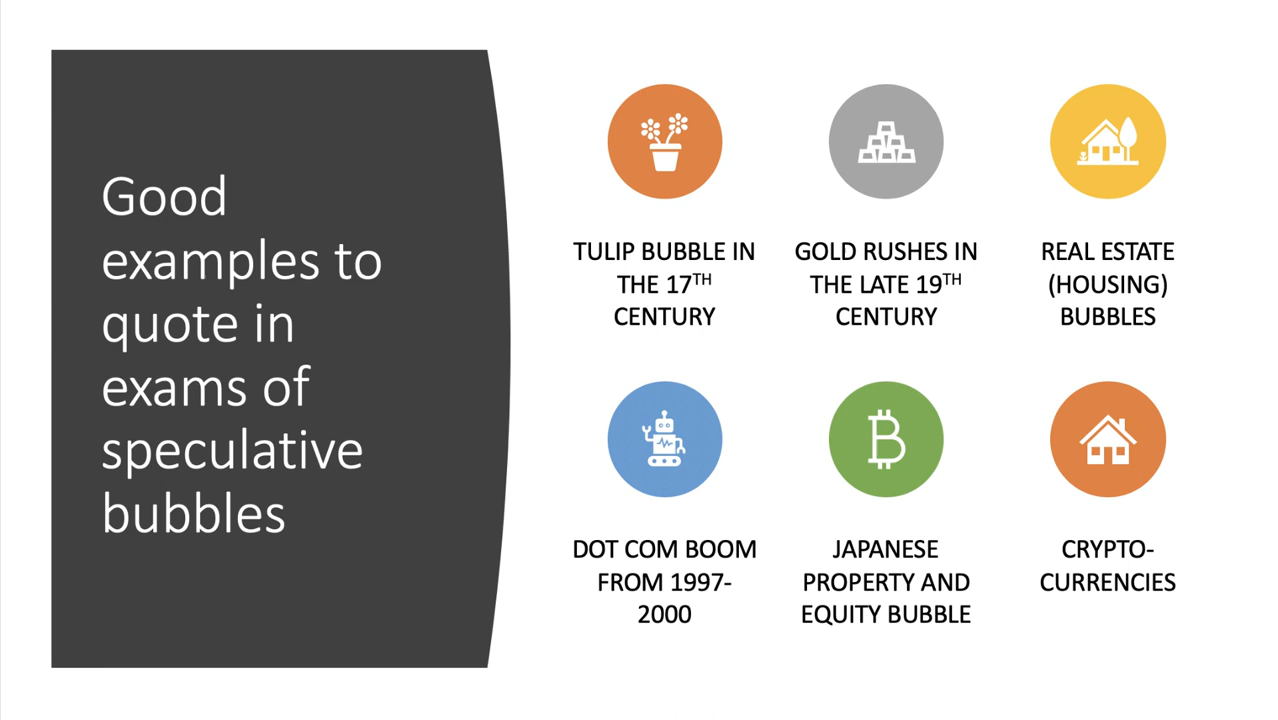 Good
examples to
quote in
exams of
speculative
bubbles
TULIP BUBBLE IN
THE 17TH
CENTURY
GOLD RUSHES IN
THE LATE 19TH
CENTURY
REAL ESTATE
(HOUSING)
BUBBLES
DOT COM BOOM
FROM 1997-
2000
JAPANESE
PROPERTY AND
EQUITY BUBBLE
CRYPTO-
CURRENCIES